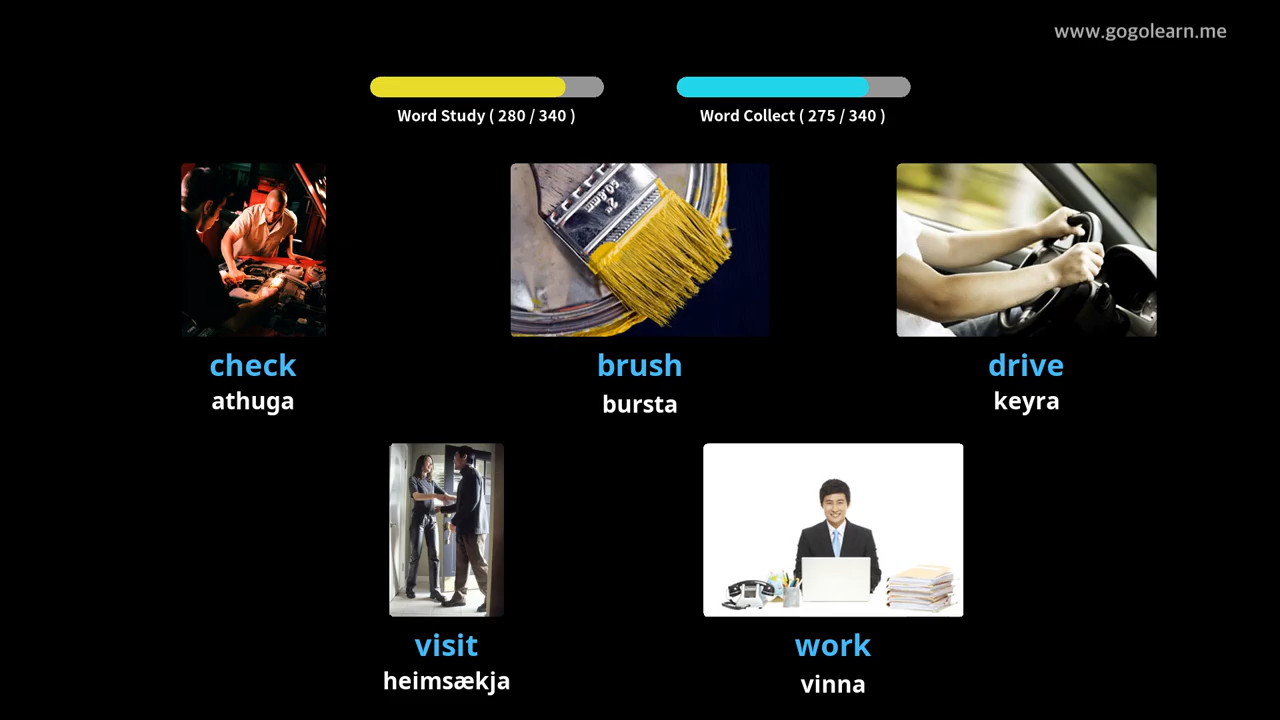 www.gogolearn.me
Word Study ( 280 / 340 )
Word Collect ( 275 / 340 )
check
athuga
brush
bursta
drive
keyra
visit
heimsækja
work
vinna